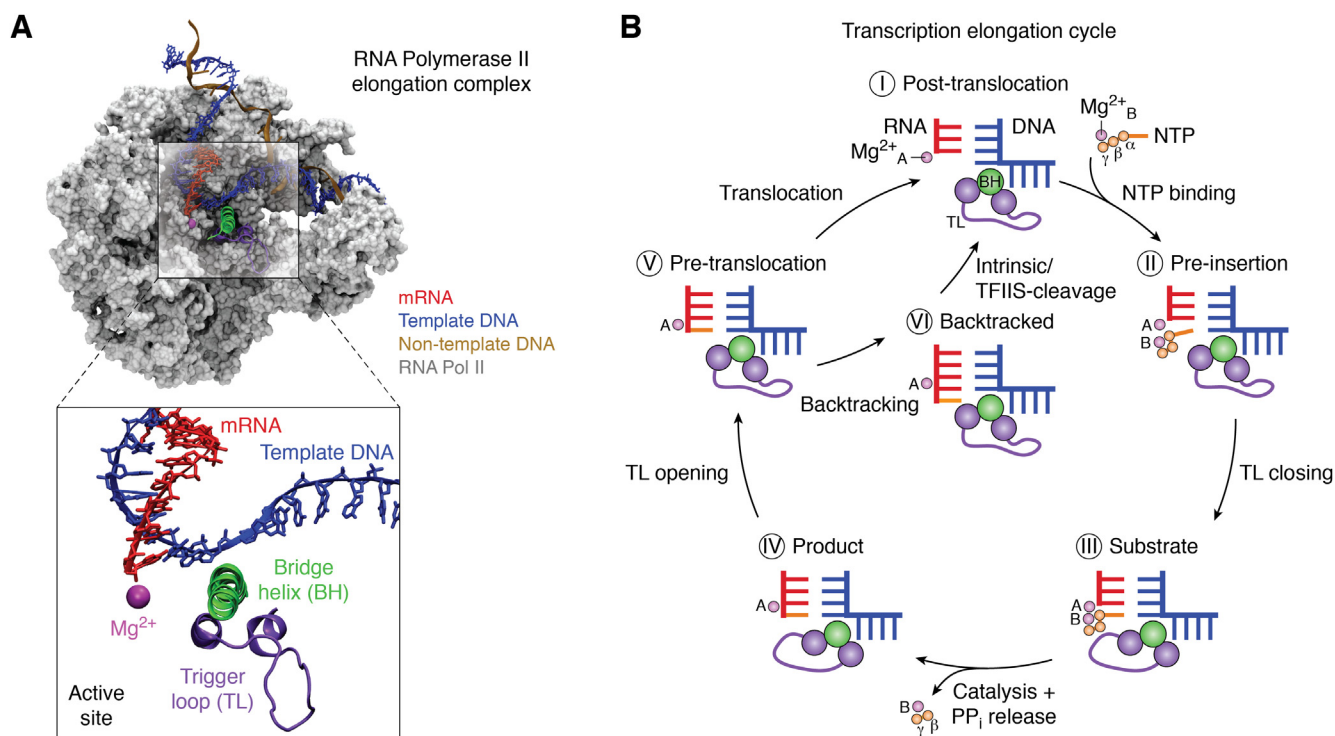 A
RNA Polymerase II
elongation complex
mRNA
Template DNA
Non-template DNA
RNA Pol II
mRNA
Template DNA
Bridge
helix (BH)
Mg2+
Trigger
loop (TL)
Active
site
B
Transcription elongation cycle
I Post-translocation
RNA
DNA
Mg2+ A
BH
TL
Mg2+B
NTP
γ β α
Translocation
NTP binding
V Pre-translocation
A
Intrinsic/
TFIIS-cleavage
II Pre-insertion
A
B
VI Backtracked
A
Backtracking
TL opening
TL closing
IV Product
A
III Substrate
A
B
Catalysis +
PPi release
B
γ β